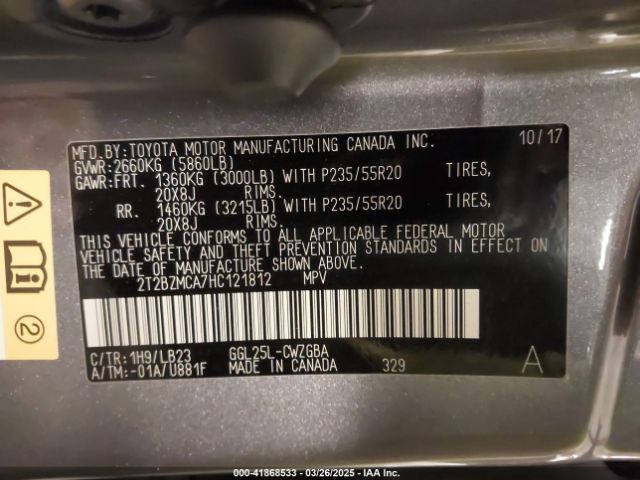 MFD.BY:TOYOTA MOTOR MANUFACTURING CANADA INC. 10/17
GVWR:2660KG (5860LB)
GAWR:FRT. 1360KG (3000LB) WITH P235/55R20 TIRES,
20X8J RIMS.
RR. 1460KG (3215LB) WITH P235/55R20 TIRES,
20X8J RIMS.
THIS VEHICLE CONFORMS TO ALL APPLICABLE FEDERAL MOTOR
VEHICLE SAFETY AND THEFT PREVENTION STANDARDS IN EFFECT ON
THE DATE OF MANUFACTURE SHOWN ABOVE.
2T2BZMCA7HC121812 MPV
C/TR:1H9/LB23 GGL25L-CWZGBA
A/TM:-01A/U881F MADE IN CANADA 329 A
2
000-41868533 — 03/26/2025 - IAA Inc.